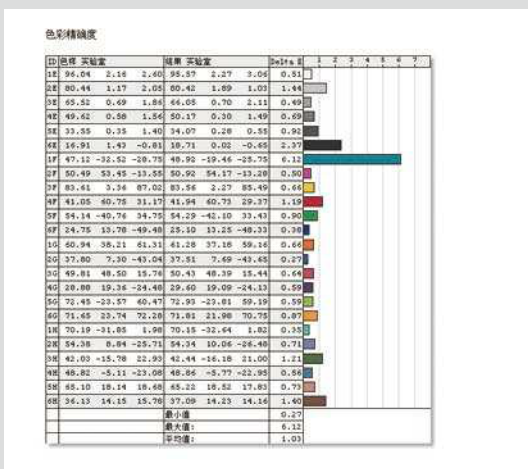 色彩精确度
ID 色样 实验室 结果 实验室 Delta E 1 2 3 4 5 6 7
1E 96.04 2.16 2.60 95.57 2.27 3.06 0.51
2E 80.44 1.17 2.05 80.42 1.89 1.03 1.44
3E 65.52 0.69 1.86 66.05 0.70 2.11 0.49
4E 49.62 0.58 1.56 50.17 0.30 1.49 0.69
5E 33.55 0.35 1.40 34.07 0.28 0.55 0.92
6E 16.91 1.43 -0.81 18.71 0.02 -0.65 2.37
1F 47.12 -32.52 -28.75 48.92 -19.46 -25.75 6.12
2F 50.49 53.45 -13.55 50.92 54.17 -13.28 0.50
3F 83.61 3.36 87.02 83.56 2.27 85.49 0.66
4F 41.05 60.75 31.17 41.94 60.73 29.37 1.19
5F 54.14 -40.76 34.75 54.29 -42.10 33.43 0.90
6F 24.75 13.78 -49.48 25.10 13.25 -48.33 0.38
1G 60.94 38.21 61.31 61.28 37.18 59.16 0.66
2G 37.80 7.30 -43.04 37.51 7.69 -43.65 0.27
3G 49.81 48.50 15.76 50.43 48.39 15.44 0.64
4G 28.88 19.36 -24.48 29.60 19.09 -24.13 0.59
5G 72.45 -23.57 60.47 72.93 -23.81 59.19 0.59
6G 71.65 23.74 72.28 71.81 21.98 70.75 0.87
1H 70.19 -31.85 1.98 70.15 -32.64 1.82 0.35
2H 54.38 8.84 -25.71 54.34 10.06 -26.48 0.71
3H 42.03 -15.78 22.93 42.44 -16.18 21.00 1.21
4H 48.82 -5.11 -23.08 48.86 -5.77 -22.95 0.56
5H 65.10 18.14 18.68 65.22 18.52 17.83 0.73
6H 36.13 14.15 15.78 37.09 14.23 14.16 1.40
最小值 0.27
最大值: 6.12
平均值: 1.03